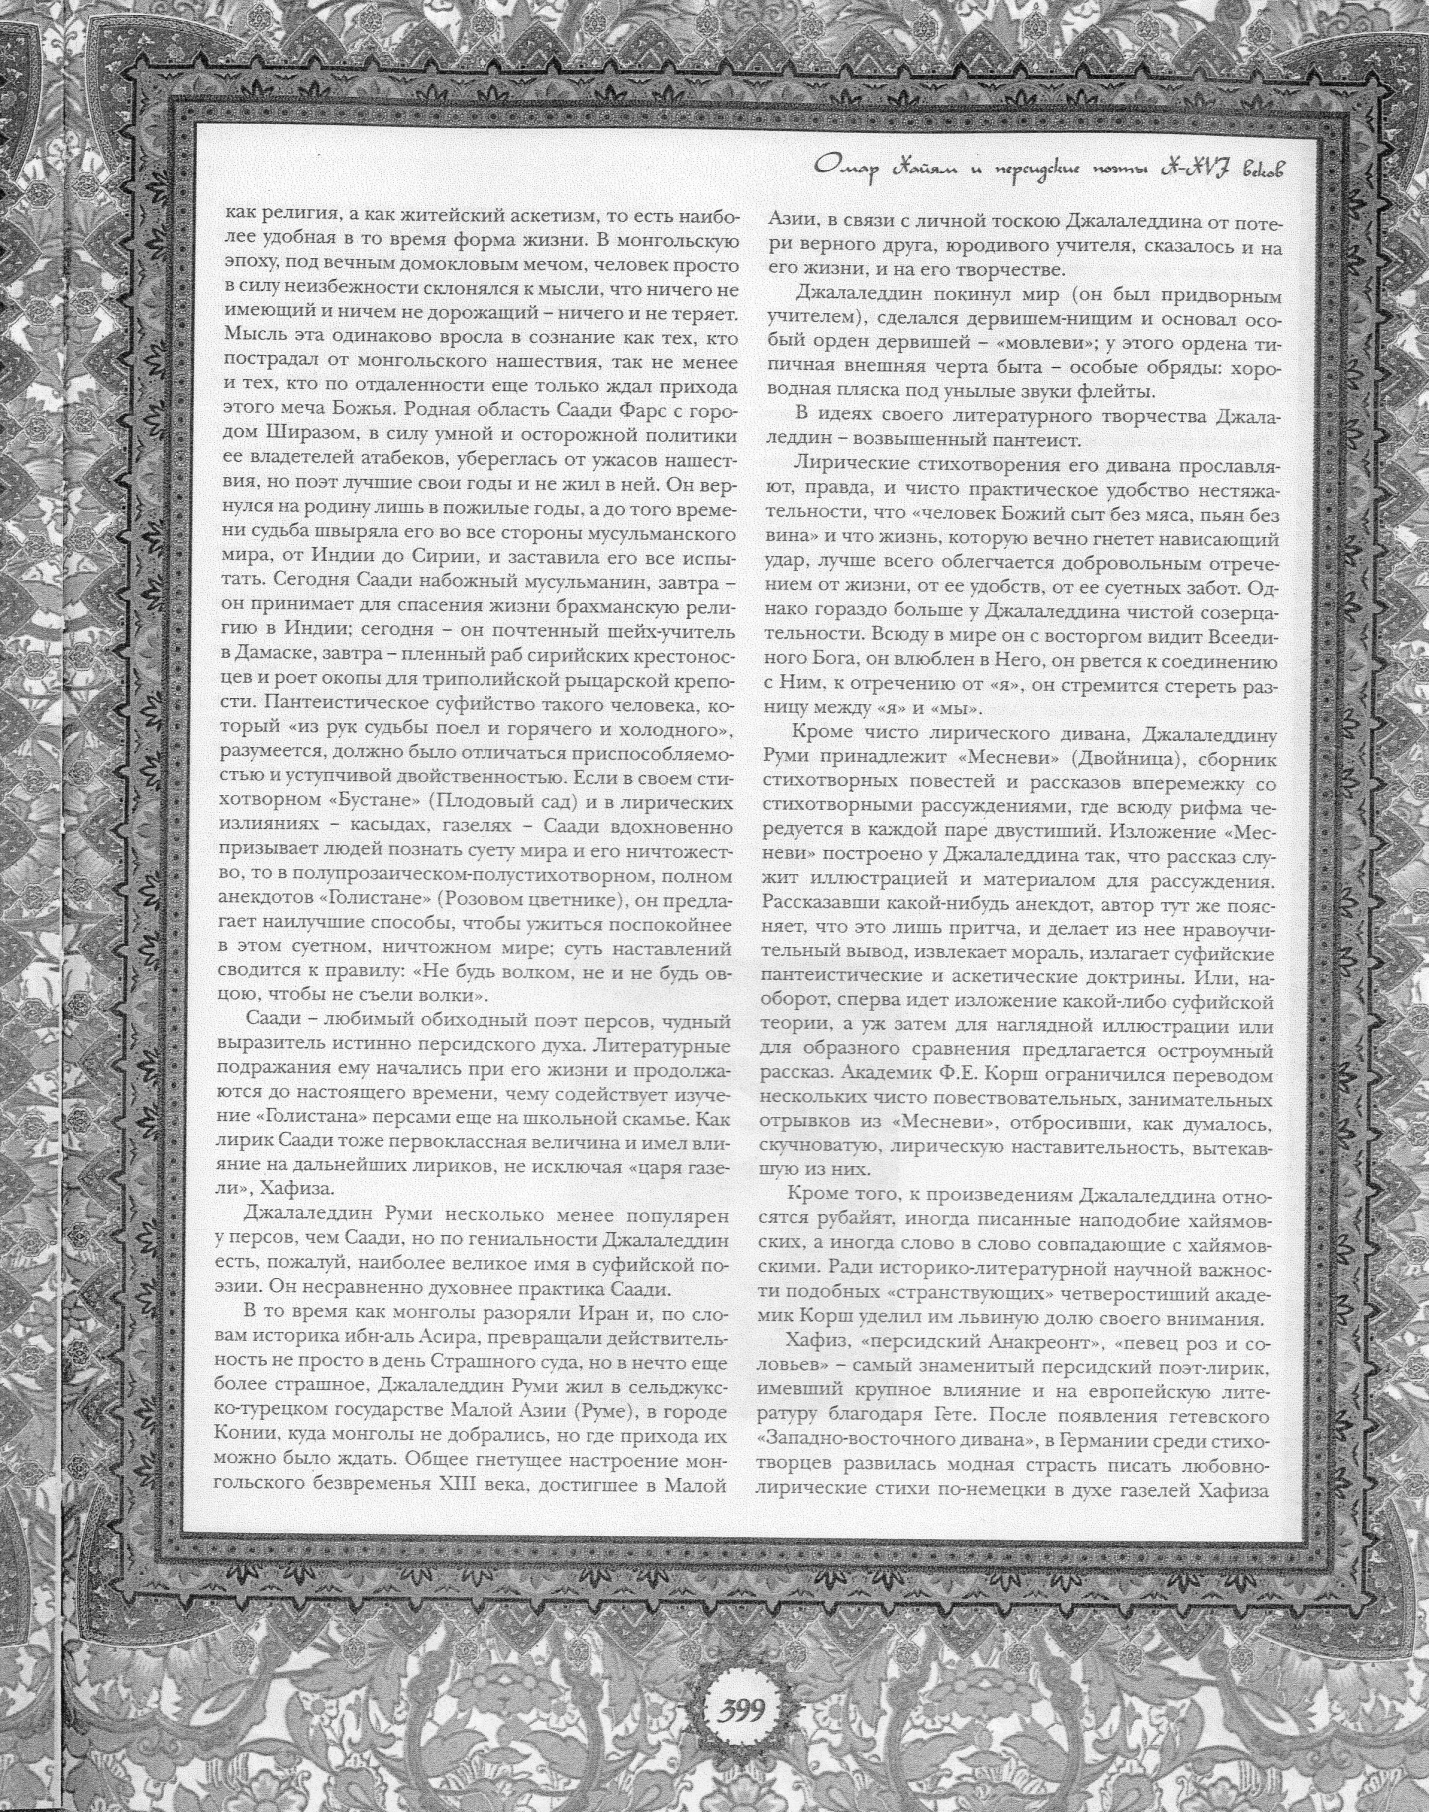 Омар Хайям и персидские поэты X–XVI веков
как религия, а как житейский аскетизм, то есть наибо-
лее удобная в то время форма жизни. В монгольскую
эпоху, под вечным домокловым мечом, человек просто
в силу неизбежности склонялся к мысли, что ничего не
имеющий и ничем не дорожащий – ничего и не теряет.
Мысль эта одинаково вросла в сознание как тех, кто
пострадал от монгольского нашествия, так не менее
и тех, кто по отдаленности еще только ждал прихода
этого меча Божья. Родная область Саади Фарс с горо-
дом Ширазом, в силу умной и осторожной политики
ее владетелей атабеков, убереглась от ужасов нашест-
вия, но поэт лучшие свои годы и не жил в ней. Он вер-
нулся на родину лишь в пожилые годы, а до того време-
ни судьба швыряла его во все стороны мусульманского
мира, от Индии до Сирии, и заставила его все испы-
тать. Сегодня Саади набожный мусульманин, завтра –
он принимает для спасения жизни брахманскую рели-
гию в Индии; сегодня – он почтенный шейх-учитель
в Дамаске, завтра – пленный раб сирийских крестонос-
цев и роет окопы для триполийской рыцарской крепо-
сти. Пантеистическое суфийство такого человека, ко-
торый «из рук судьбы поел и горячего и холодного»,
разумеется, должно было отличаться приспособляемо-
стью и уступчивой двойственностью. Если в своем сти-
хотворном «Бустане» (Плодовый сад) и в лирических
излияниях – касыдах, газелях – Саади вдохновенно
призывает людей познать суету мира и его ничтожест-
во, то в полупрозаическом-полустихотворном, полном
анекдотов «Голистане» (Розовом цветнике), он предла-
гает наилучшие способы, чтобы ужиться поспокойнее
в этом суетном, ничтожном мире; суть наставлений
сводится к правилу: «Не будь волком, не и не будь ов-
цою, чтобы не съели волки».
Саади – любимый обиходный поэт персов, чудный
выразитель истинно персидского духа. Литературные
подражания ему начались при его жизни и продолжа-
ются до настоящего времени, чему содействует изуче-
ние «Голистана» персами еще на школьной скамье. Как
лирик Саади тоже первоклассная величина и имел вли-
яние на дальнейших лириков, не исключая «царя газе-
ли», Хафиза.
Джалаледдин Руми несколько менее популярен
у персов, чем Саади, но по гениальности Джалаледдин
есть, пожалуй, наиболее великое имя в суфийской по-
эзии. Он несравненно духовнее практика Саади.
В то время как монголы разоряли Иран и, по сло-
вам историка ибн-аль Асира, превращали действитель-
ность не просто в день Страшного суда, но в нечто еще
более страшное, Джалаледдин Руми жил в сельджукс-
ко-турецком государстве Малой Азии (Руме), в городе
Конии, куда монголы не добрались, но где прихода их
можно было ждать. Общее гнетущее настроение мон-
гольского безвременья XIII века, достигшее в Малой
Азии, в связи с личной тоскою Джалаледдина от поте-
ри верного друга, юродивого учителя, сказалось и на
его жизни, и на его творчестве.
Джалаледдин покинул мир (он был придворным
учителем), сделался дервишем-нищим и основал осо-
бый орден дервишей – «мовлеви»; у этого ордена ти-
пичная внешняя черта быта – особые обряды: хоро-
водная пляска под унылые звуки флейты.
В идеях своего литературного творчества Джала-
леддин – возвышенный пантеист.
Лирические стихотворения его дивана прославля-
ют, правда, и чисто практическое удобство нестяжа-
тельности, что «человек Божий сыт без мяса, пьян без
вина» и что жизнь, которую вечно гнетет нависающий
удар, лучше всего облегчается добровольным отрече-
нием от жизни, от ее удобств, от ее суетных забот. Од-
нако гораздо больше у Джалаледдина чистой созерца-
тельности. Всюду в мире он с восторгом видит Всееди-
ного Бога, он влюблен в Него, он рвется к соединению
с Ним, к отречению от «я», он стремится стереть раз-
ницу между «я» и «мы».
Кроме чисто лирического дивана, Джалаледдину
Руми принадлежит «Месневи» (Двойница), сборник
стихотворных повестей и рассказов вперемежку со
стихотворными рассуждениями, где всюду рифма че-
редуется в каждой паре двустиший. Изложение «Мес-
неви» построено у Джалаледдина так, что рассказ слу-
жит иллюстрацией и материалом для рассуждения.
Рассказавши какой-нибудь анекдот, автор тут же пояс-
няет, что это лишь притча, и делает из нее нравоучи-
тельный вывод, извлекает мораль, излагает суфийские
пантеистические и аскетические доктрины. Или, на-
оборот, сперва идет изложение какой-либо суфийской
теории, а уж затем для наглядной иллюстрации или
для образного сравнения предлагается остроумный
рассказ. Академик Ф.Е. Корш ограничился переводом
нескольких чисто повествовательных, занимательных
отрывков из «Месневи», отбросивши, как думалось,
скучноватую, лирическую наставительность, вытекав-
шую из них.
Кроме того, к произведениям Джалаледдина отно-
сятся рубайят, иногда писанные наподобие хайямов-
ских, а иногда слово в слово совпадающие с хайямов-
скими. Ради историко-литературной научной важнос-
ти подобных «странствующих» четверостиший акаде-
мик Корш уделил им львиную долю своего внимания.
Хафиз, «персидский Анакреонт», «певец роз и со-
ловьев» – самый знаменитый персидский поэт-лирик,
имевший крупное влияние и на европейскую лите-
ратуру благодаря Гете. После появления гетевского
«Западно-восточного дивана», в Германии среди стихо-
творцев развилась модная страсть писать любовно-
лирические стихи по-немецки в духе газелей Хафиза
399